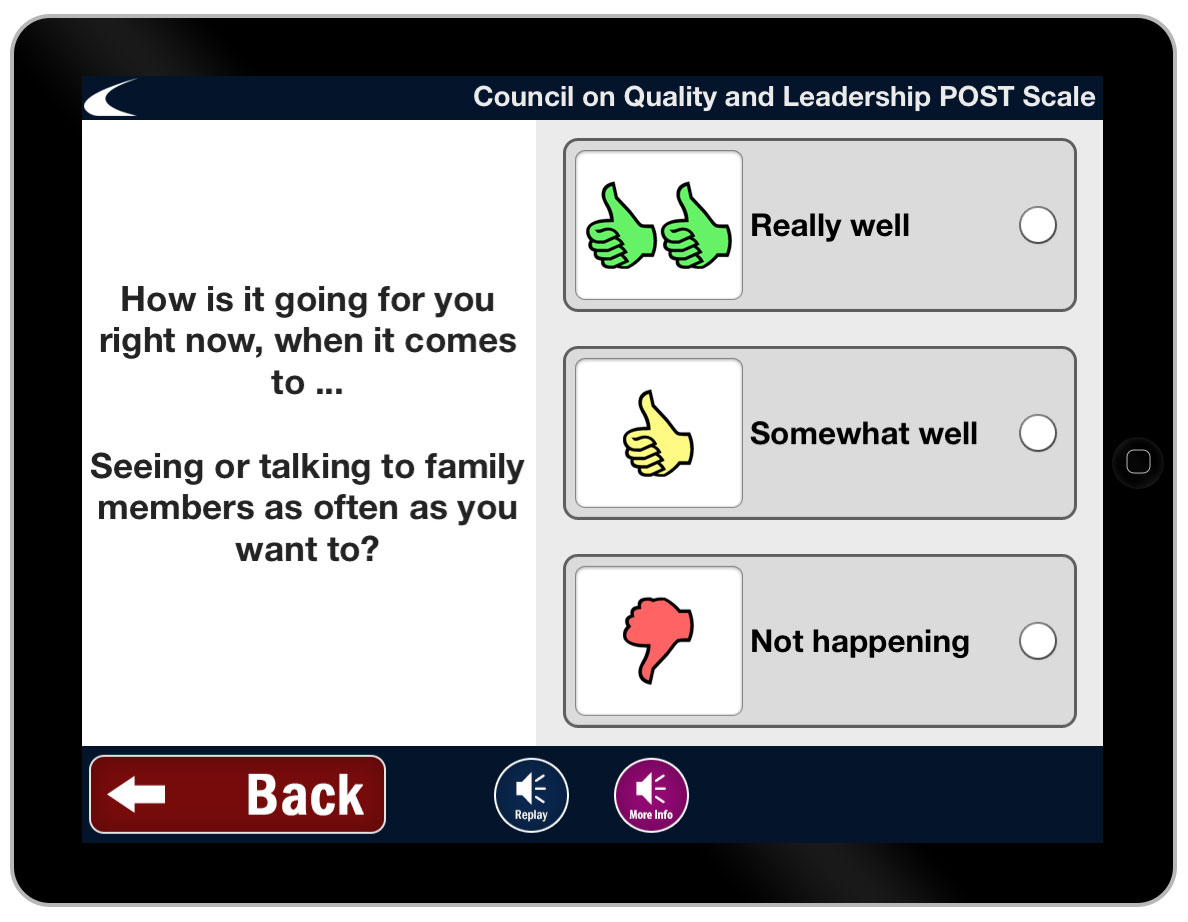 Council on Quality and Leadership POST Scale
How is it going for you
right now, when it comes
to ...
Seeing or talking to family
members as often as you
want to?
Really well
Somewhat well
Not happening
Back
Replay
More Info